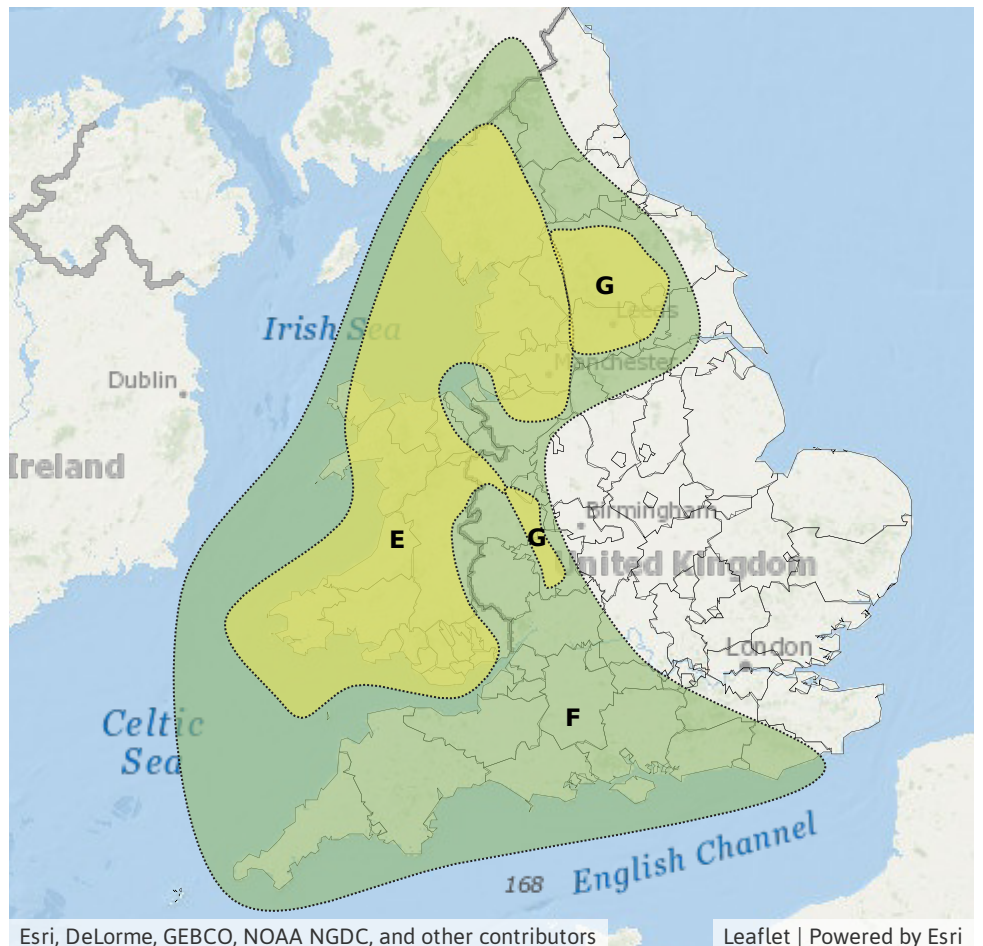 G
Leeds
Irish Sea
Manchester
Dublin
Ireland
Birmingham
E
G
United Kingdom
London
Celtic
Sea
F
English Channel
168
Esri, DeLorme, GEBCO, NOAA NGDC, and other contributors
Leaflet | Powered by Esri